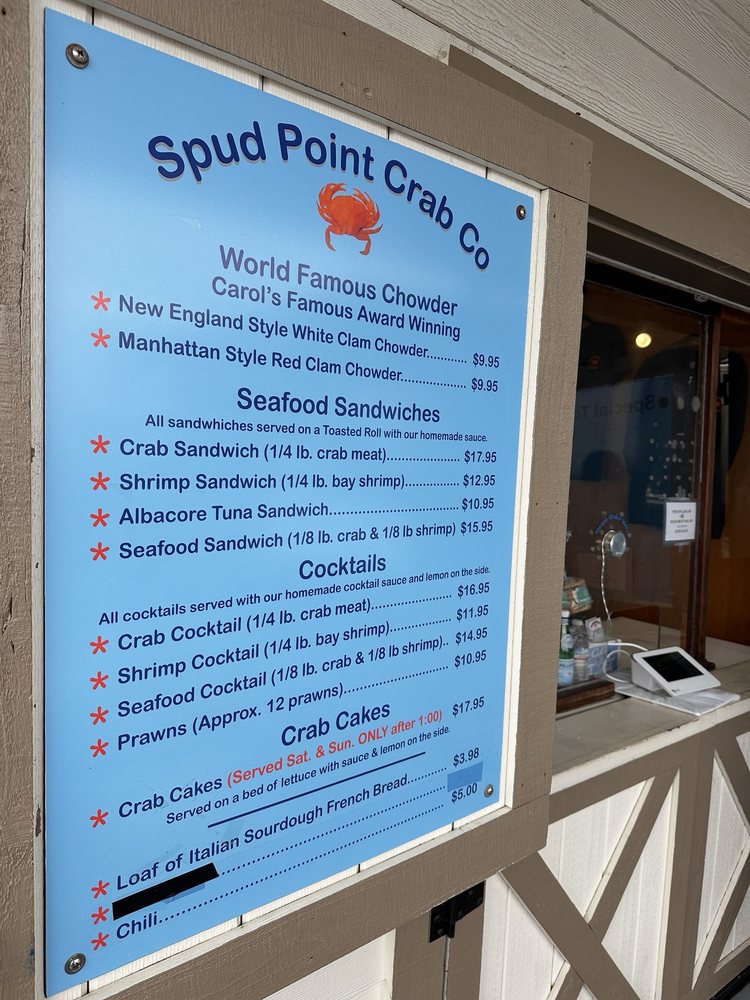 Spud Point Crab Co
World Famous Chowder
Carol's Famous Award Winning
* New England Style White Clam Chowder........... $9.95
* Manhattan Style Red Clam Chowder.................. $9.95
Seafood Sandwiches
All sandwhiches served on a Toasted Roll with our homemade sauce.
* Crab Sandwich (1/4 lb. crab meat)..................... $17.95
* Shrimp Sandwich (1/4 lb. bay shrimp)................ $12.95
* Albacore Tuna Sandwich..................................... $10.95
* Seafood Sandwich (1/8 lb. crab & 1/8 lb shrimp) $15.95
Cocktails
All cocktails served with our homemade cocktail sauce and lemon on the side.
* Crab Cocktail (1/4 lb. crab meat)....................... $16.95
* Shrimp Cocktail (1/4 lb. bay shrimp).................. $11.95
* Seafood Cocktail (1/8 lb. crab & 1/8 lb shrimp).. $14.95
* Prawns (Approx. 12 prawns)............................. $10.95
Crab Cakes
* Crab Cakes (Served Sat. & Sun. ONLY after 1:00) $17.95
Served on a bed of lettuce with sauce & lemon on the side.
* Loaf of Italian Sourdough French Bread........... $3.98
* ......................................................
* Chili................................................................ $5.00